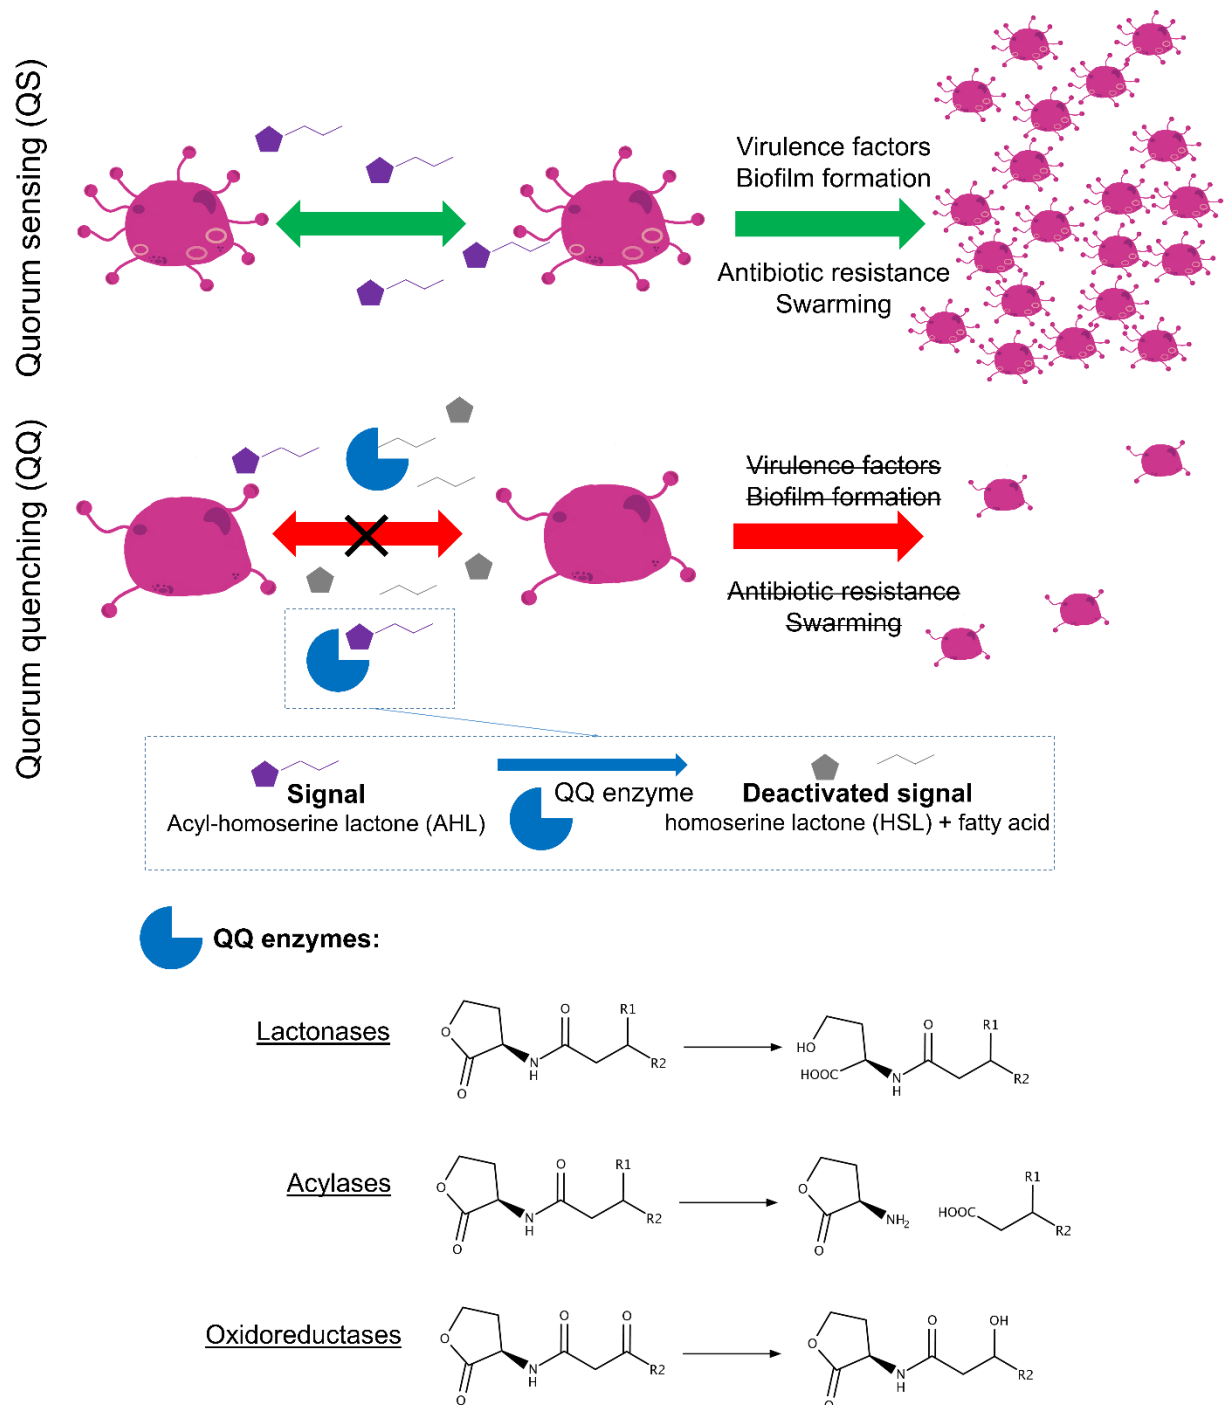 Quorum sensing (QS)
Virulence factors
Biofilm formation
Antibiotic resistance
Swarming
Quorum quenching (QQ)
Virulence factors
Biofilm formation
Antibiotic resistance
Swarming
Signal
Acyl-homoserine lactone (AHL)
QQ enzyme
Deactivated signal
homoserine lactone (HSL) + fatty acid
QQ enzymes:
Lactonases
O
O
N
H
O
R1
R2
HO
HOOC
N
H
O
R1
R2
Acylases
O
O
N
H
O
R1
R2
O
O
NH2
HOOC
R1
R2
Oxidoreductases
O
O
N
H
O
O
R2
O
O
N
H
O
OH
R2